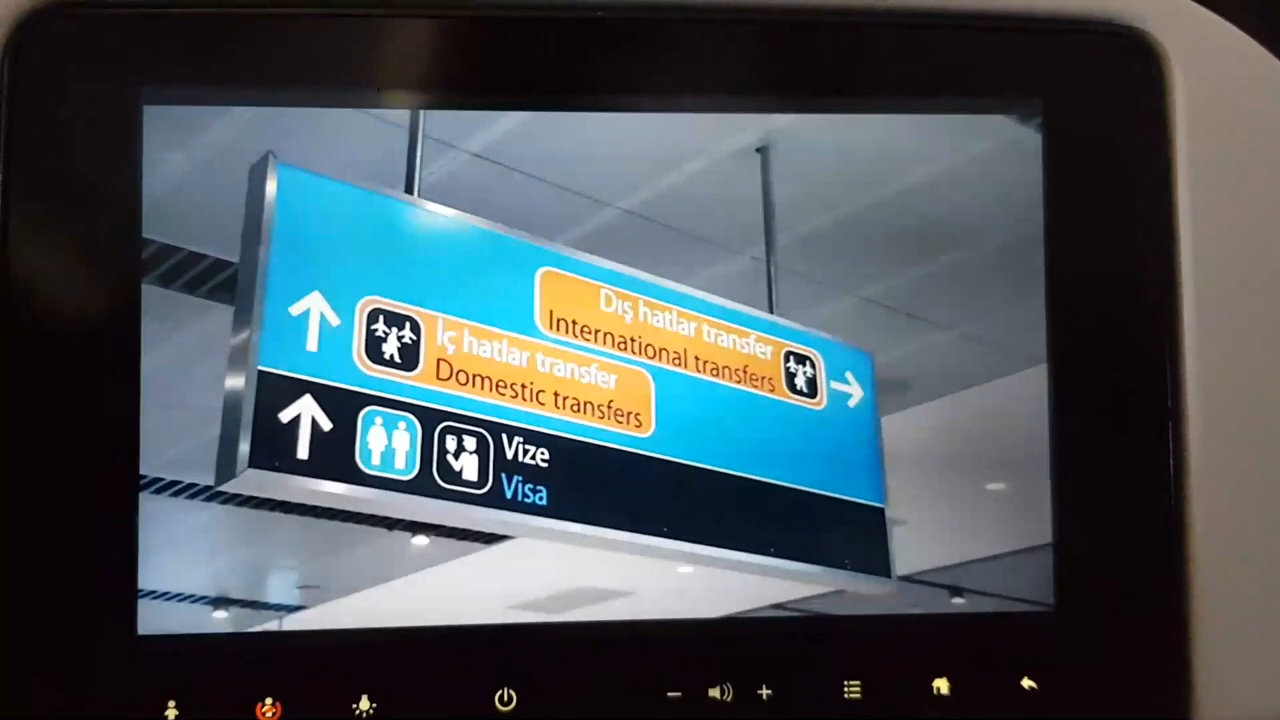 Dış hatlar transfer
International transfers
İç hatlar transfer
Domestic transfers
Vize
Visa